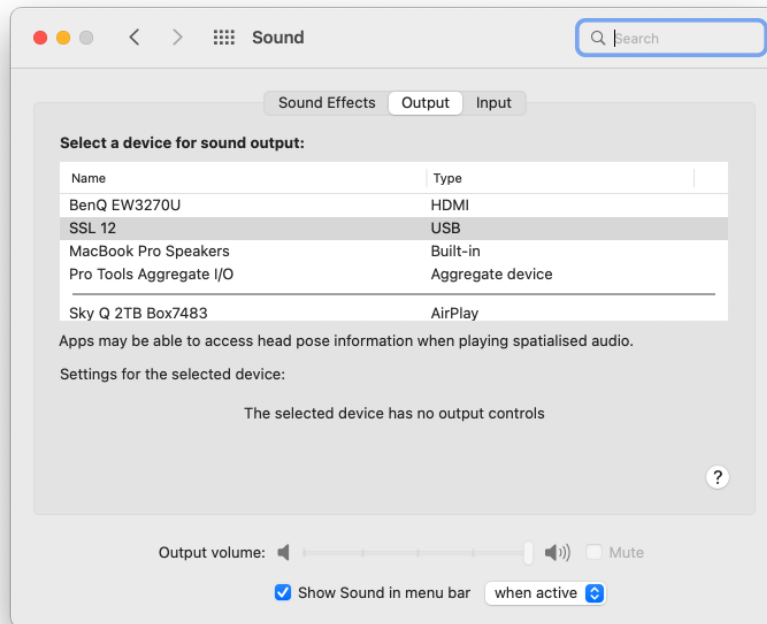 Sound
Search
Sound Effects Output Input
Select a device for sound output:
Name Type
BenQ EW3270U HDMI
SSL 12 USB
MacBook Pro Speakers Built-in
Pro Tools Aggregate I/O Aggregate device
Sky Q 2TB Box7483 AirPlay
Apps may be able to access head pose information when playing spatialised audio.
Settings for the selected device:
The selected device has no output controls
?
Output volume: Mute
Show Sound in menu bar when active